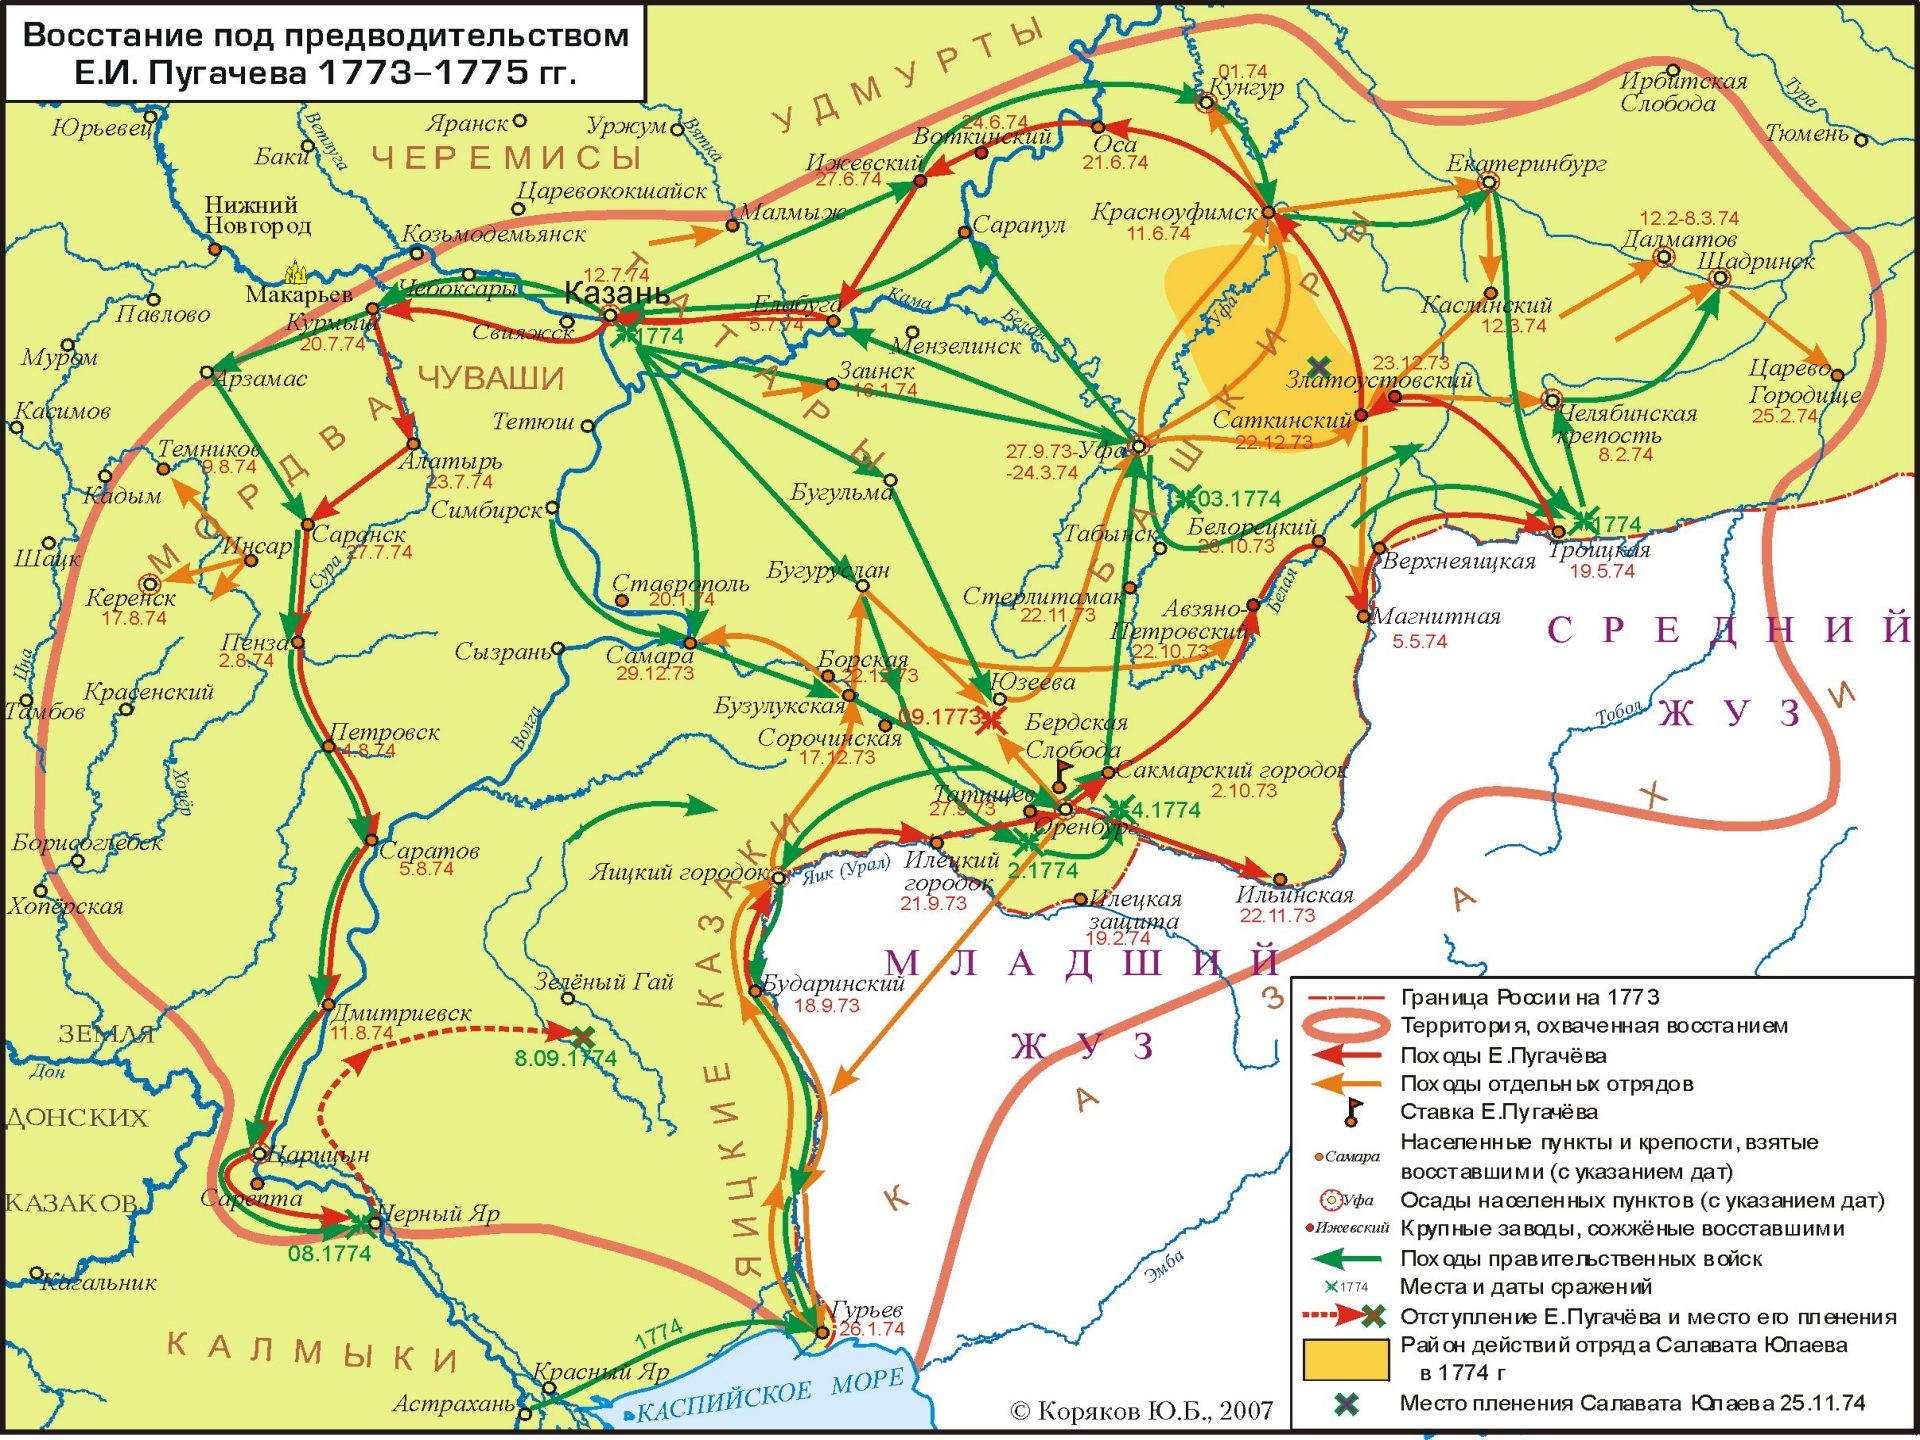 Восстание под предводительством
Е.И. Пугачева 1773–1775 гг.
УДМУРТЫ
01.74
Кунгур
Ирбитская
Слобода
Тура
Тюмень
Юрьевец
Ветлуга
Баки
Яранск
Уржум
Вятка
ЧЕРЕМИСЫ
24.6.74
Воткинский
Оса
21.6.74
Ижевский
27.6.74
Екатеринбург
Царевококшайск
Нижний
Новгород
Малмыж
Сарапул
Красноуфимск
11.6.74
12.2-8.3.74
Далматов
Шадринск
Козьмодемьянск
Макарьев
Чебоксары
12.7.74
Казань
ТАТАРЫ
Елабуга
5.7.74
Кама
Белая
Уфа
БАШКИРЫ
Каслинский
12.3.74
Павлово
Курмыш
20.7.74
Свияжск
1774
Мензелинск
Муром
Арзамас
ЧУВАШИ
Заинск
16.1.74
23.12.73
Златоустовский
Царево
Городище
25.2.74
Касимов
МОРДВА
Тетюш
Саткинский
22.12.73
Челябинская
крепость
8.2.74
Темников
9.8.74
Алатырь
23.7.74
27.9.73-
-24.3.74
Уфа
Кадым
Симбирск
Бугульма
03.1774
Табынск
Белорецкий
20.10.73
1774
Троицкая
19.5.74
Верхнеяицкая
Шацк
Инсар
Саранск
27.7.74
Сура
Керенск
17.8.74
Ставрополь
20.1.74
Бугуруслан
Стерлитамак
22.11.73
Авзяно-
Петровский
22.10.73
Белая
Магнитная
5.5.74
СРЕДНИЙ
ЖУЗ
Тобол
Цна
Пенза
2.8.74
Сызрань
Самара
29.12.73
Борская
22.12.73
Бузулукская
Юзеева
09.1773
Бердская
Слобода
Красенский
Тамбов
Хопёр
Петровск
4.8.74
Волга
Сорочинская
17.12.73
Сакмарский городок
2.10.73
Татищев
27.9.73
Оренбург
4.1774
2.1774
Борисоглебск
Саратов
5.8.74
Яицкий городок
Яик (Урал)
Илецкий
городок
21.9.73
Ильинская
22.11.73
Илецкая
защита
19.2.74
Хопёрская
ЯИЦКИЕ КАЗАКИ
МЛАДШИЙ
ЖУЗ
КАЗАХИ
Зелёный Гай
Бударинский
18.9.73
Дмитриевск
11.8.74
8.09.1774
ЗЕМЛЯ
Дон
ДОНСКИХ
КАЗАКОВ
Царицын
Сарепта
Черный Яр
08.1774
Кагальник
КАЛМЫКИ
Эмба
Гурьев
26.1.74
1774
Красный Яр
Астрахань
КАСПИЙСКОЕ МОРЕ
© Коряков Ю.Б., 2007
Граница России на 1773
Территория, охваченная восстанием
Походы Е.Пугачёва
Походы отдельных отрядов
Ставка Е.Пугачёва
Самара
Населенные пункты и крепости, взятые
восставшими (с указанием дат)
Уфа
Осады населенных пунктов (с указанием дат)
Ижевский
Крупные заводы, сожжёные восставшими
Походы правительственных войск
1774
Места и даты сражений
Отступление Е.Пугачёва и место его пленения
Район действий отряда Салавата Юлаева
в 1774 г
Место пленения Салавата Юлаева 25.11.74